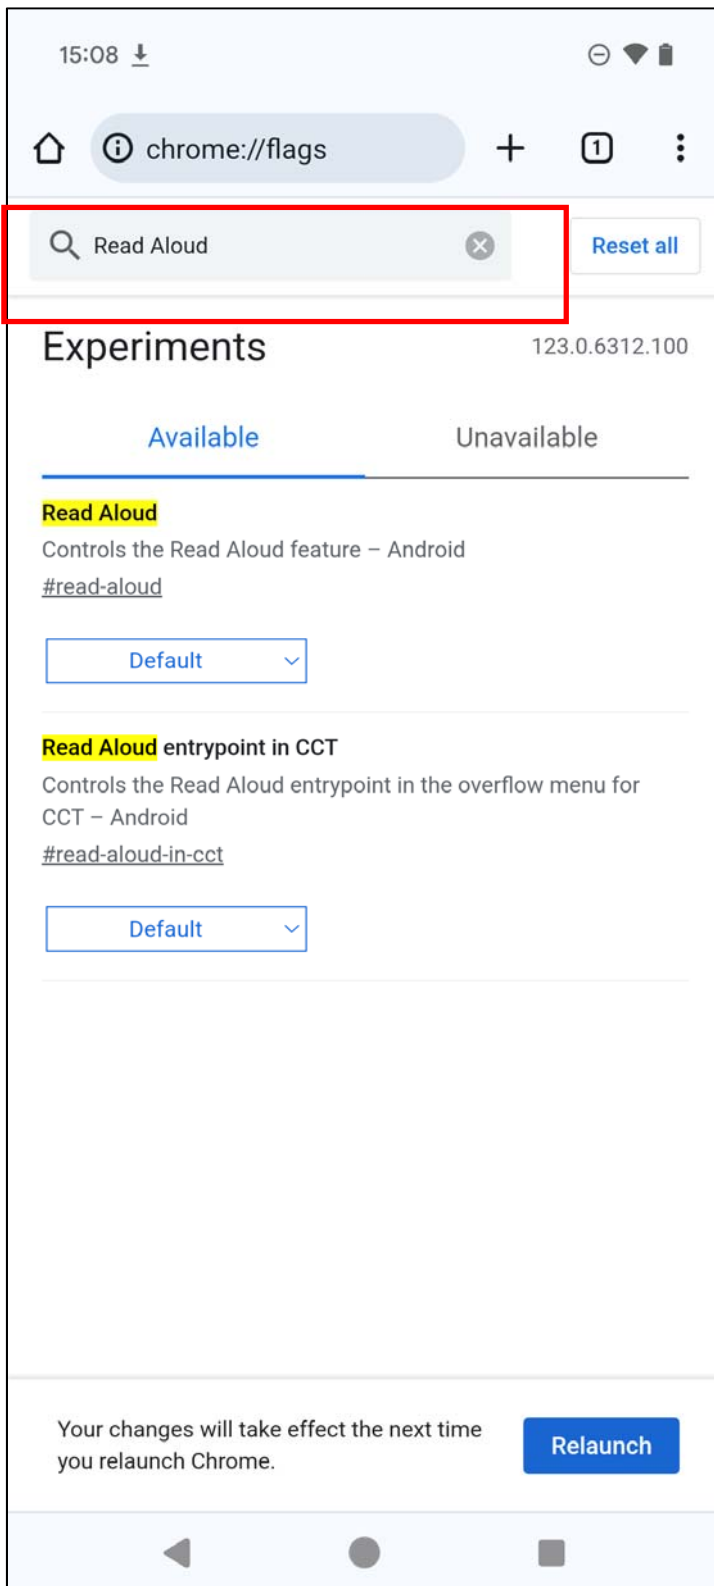 15:08
chrome://flags
1
Read Aloud
Reset all
Experiments
123.0.6312.100
Available
Unavailable
Read Aloud
Controls the Read Aloud feature – Android
#read-aloud
Default
Read Aloud entrypoint in CCT
Controls the Read Aloud entrypoint in the overflow menu for
CCT – Android
#read-aloud-in-cct
Default
Your changes will take effect the next time
you relaunch Chrome.
Relaunch